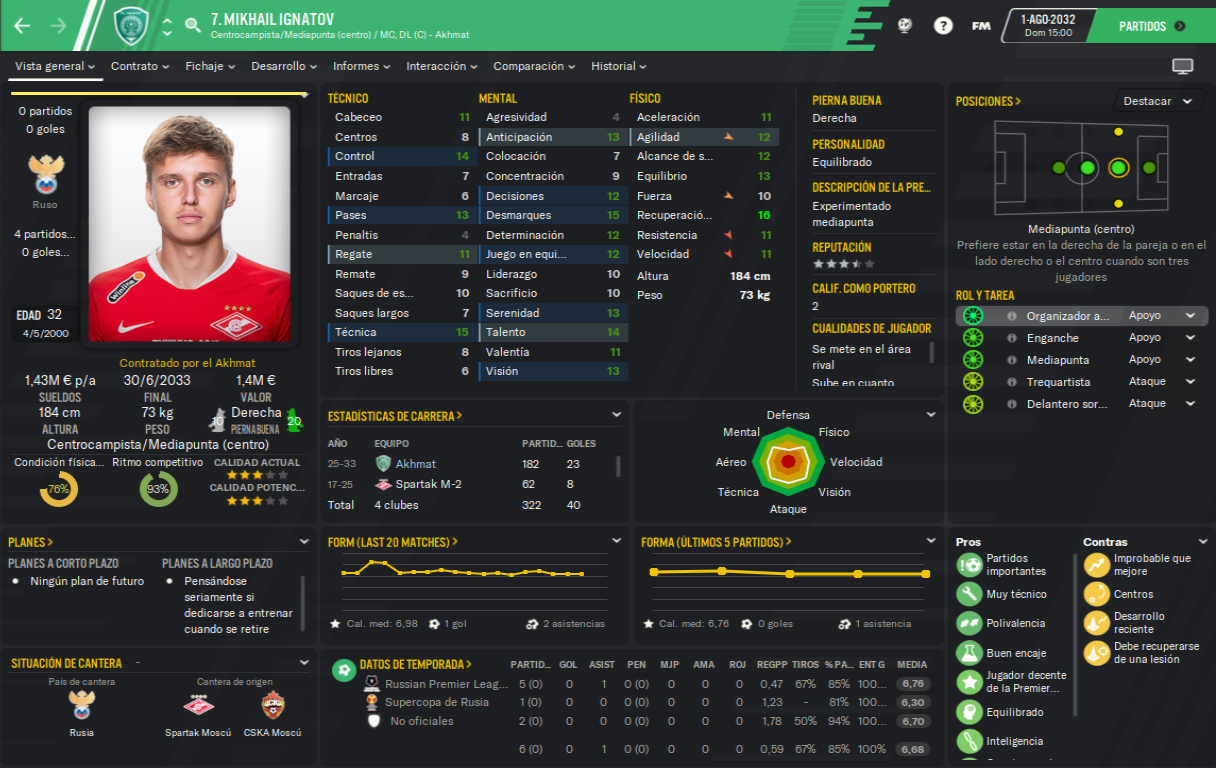 7. MIKHAIL IGNATOV
Centrocampista/Mediapunta (centro) / MC, DL (C) - Akhmat
FM
1-AGO-2032
Dom 15:00
PARTIDOS
Vista general
Contrato
Fichaje
Desarrollo
Informes
Interacción
Comparación
Historial
0 partidos
0 goles
Ruso
4 partidos...
0 goles...
EDAD 32
4/5/2000
Winline
Contratado por el Akhmat
1,43M € p/a
SUELDOS
30/6/2033
FINAL
1,4M €
VALOR
184 cm
ALTURA
73 kg
PESO
10
Derecha
PIERNA BUENA
20
Centrocampista/Mediapunta (centro)
Condición física...
76%
Ritmo competitivo
93%
CALIDAD ACTUAL
CALIDAD POTENC...
TÉCNICO
Cabeceo 11
Centros 8
Control 14
Entradas 7
Marcaje 6
Pases 13
Penaltis 4
Regate 11
Remate 9
Saques de es... 10
Saques largos 7
Técnica 15
Tiros lejanos 8
Tiros libres 6
MENTAL
Agresividad 4
Anticipación 13
Colocación 7
Concentración 9
Decisiones 12
Desmarques 15
Determinación 12
Juego en equi... 12
Liderazgo 10
Sacrificio 10
Serenidad 13
Talento 14
Valentía 11
Visión 13
FÍSICO
Aceleración 11
Agilidad 12
Alcance de s... 12
Equilibrio 13
Fuerza 10
Recuperació... 16
Resistencia 11
Velocidad 11
Altura 184 cm
Peso 73 kg
PIERNA BUENA
Derecha
PERSONALIDAD
Equilibrado
DESCRIPCIÓN DE LA PRE...
Experimentado
mediapunta
REPUTACIÓN
CALIF. COMO PORTERO
2
CUALIDADES DE JUGADOR
Se mete en el área
rival
Sube en cuanto
POSICIONES >
Destacar
Mediapunta (centro)
Prefiere estar en la derecha de la pareja o en el
lado derecho o el centro cuando son tres
jugadores
ROL Y TAREA
Organizador a... Apoyo
Enganche Apoyo
Mediapunta Apoyo
Trequartista Ataque
Delantero sor... Ataque
ESTADÍSTICAS DE CARRERA >
AÑO EQUIPO PARTID... GOLES
25-33 Akhmat 182 23
17-25 Spartak M-2 62 8
Total 4 clubes 322 40
Defensa
Mental Físico
Aéreo Velocidad
Técnica Visión
Ataque
PLANES >
PLANES A CORTO PLAZO
• Ningún plan de futuro
PLANES A LARGO PLAZO
• Pensándose
seriamente si
dedicarse a entrenar
cuando se retire
FORM (LAST 20 MATCHES) >
Cal. med: 6,98 1 gol 2 asistencias
FORMA (ÚLTIMOS 5 PARTIDOS) >
Cal. med: 6,76 0 goles 1 asistencia
Pros
Partidos
importantes
Muy técnico
Polivalencia
Buen encaje
Jugador decente
de la Premier...
Equilibrado
Inteligencia
Contras
Improbable que
mejore
Centros
Desarrollo
reciente
Debe recuperarse
de una lesión
SITUACIÓN DE CANTERA -
País de cantera
Rusia
Cantera de origen
Spartak Moscú
CSKA Moscú
DATOS DE TEMPORADA > PARTID... GOL ASIST PEN MJP AMA ROJ REGPP TIROS % PA... ENT G MEDIA
Russian Premier Leag... 5 (0) 0 1 0 (0) 0 0 0 0,47 67% 85% 100... 6,76
Supercopa de Rusia 1 (0) 0 0 0 (0) 0 0 0 1,23 - 81% 100... 6,30
No oficiales 2 (0) 0 0 0 (0) 0 0 0 1,78 50% 94% 100... 6,70
6 (0) 0 1 0 (0) 0 0 0 0,59 67% 85% 100% 6,68